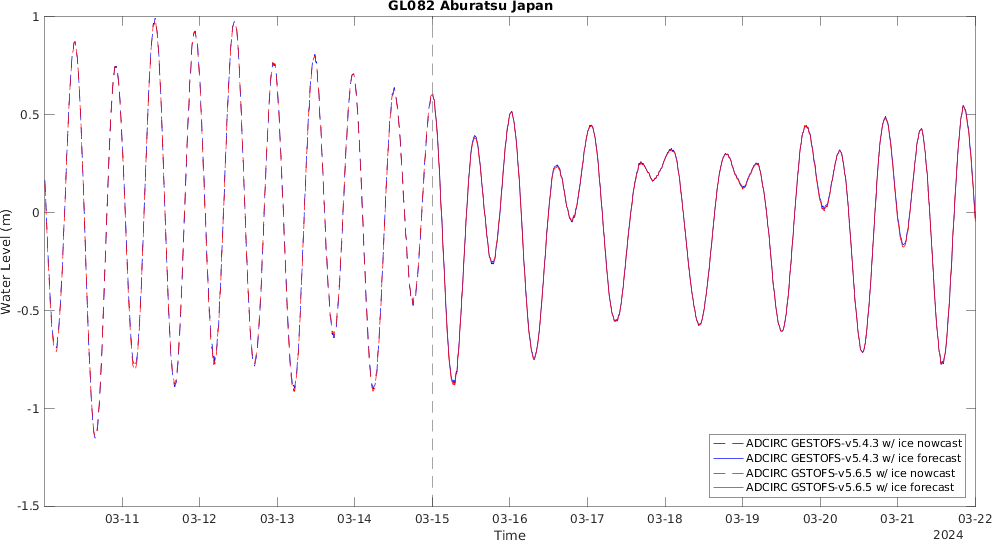 GL082 Aburatsu Japan
1
0.5
0
-0.5
-1
-1.5
Water Level (m)
03-11 03-12 03-13 03-14 03-15 03-16 03-17 03-18 03-19 03-20 03-21 03-22
Time
2024
ADCIRC GESTOFS-v5.4.3 w/ ice nowcast
ADCIRC GESTOFS-v5.4.3 w/ ice forecast
ADCIRC GSTOFS-v5.6.5 w/ ice nowcast
ADCIRC GSTOFS-v5.6.5 w/ ice forecast